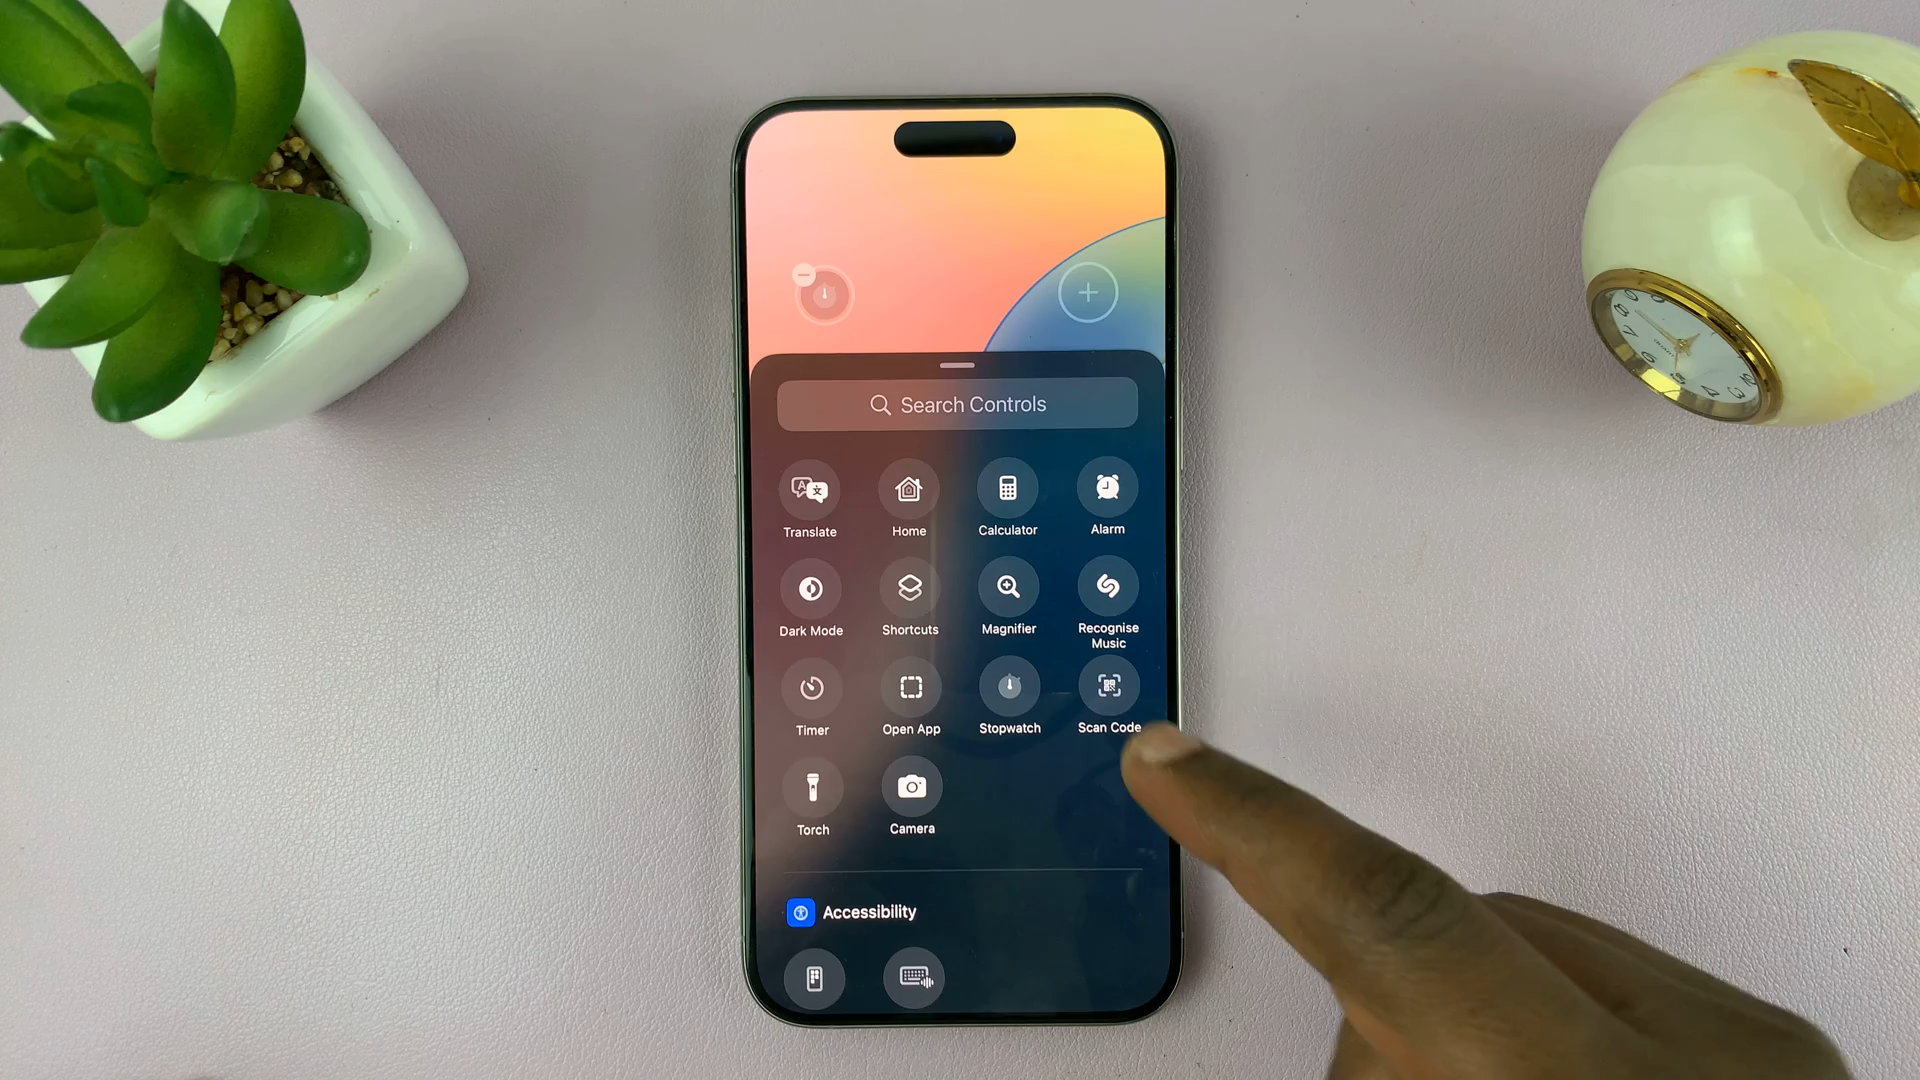 Search Controls
Translate
Home
Calculator
Alarm
Dark Mode
Shortcuts
Magnifier
Recognise
Music
Timer
Open App
Stopwatch
Scan Code
Torch
Camera
Accessibility